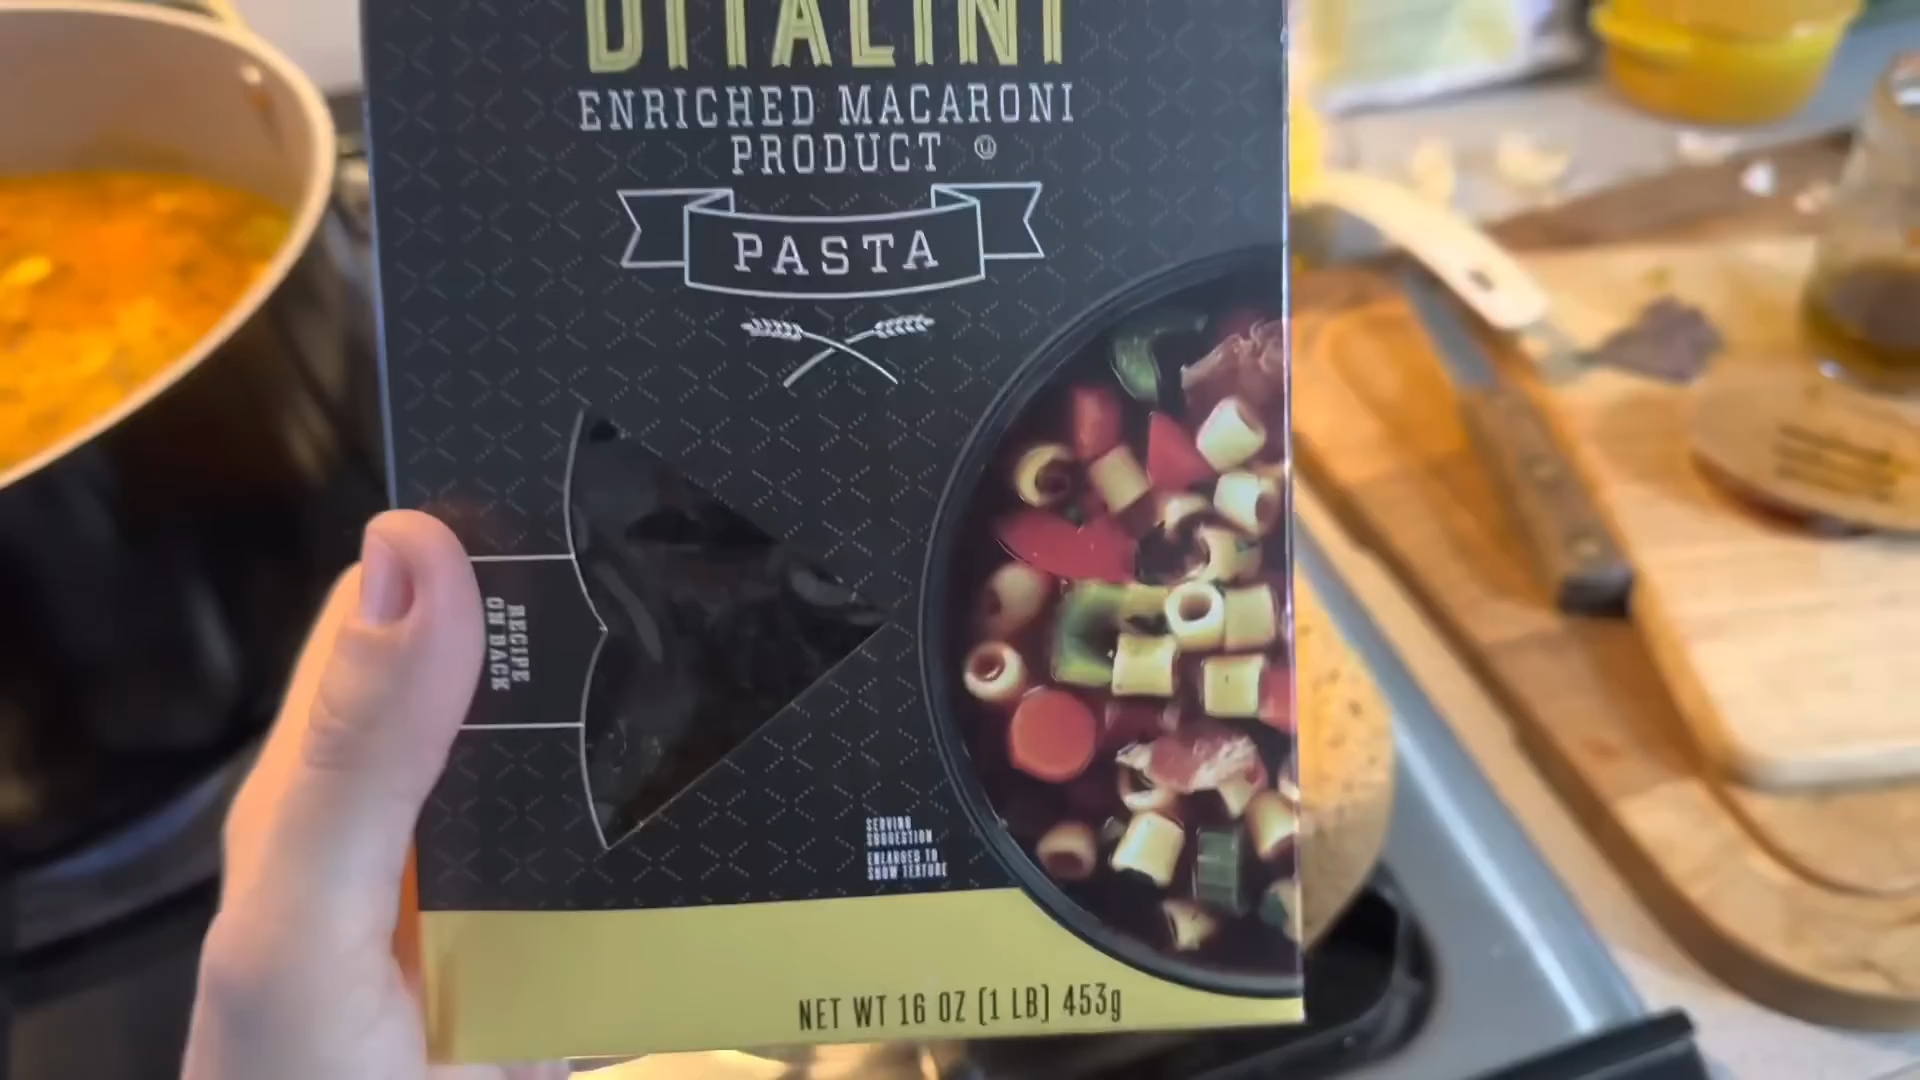 DITALINI
ENRICHED MACARONI
PRODUCT Ⓤ
PASTA
RECIPE
ON BACK
SERVING
SUGGESTION
ENLARGED TO
SHOW TEXTURE
NET WT 16 OZ (1 LB) 453g